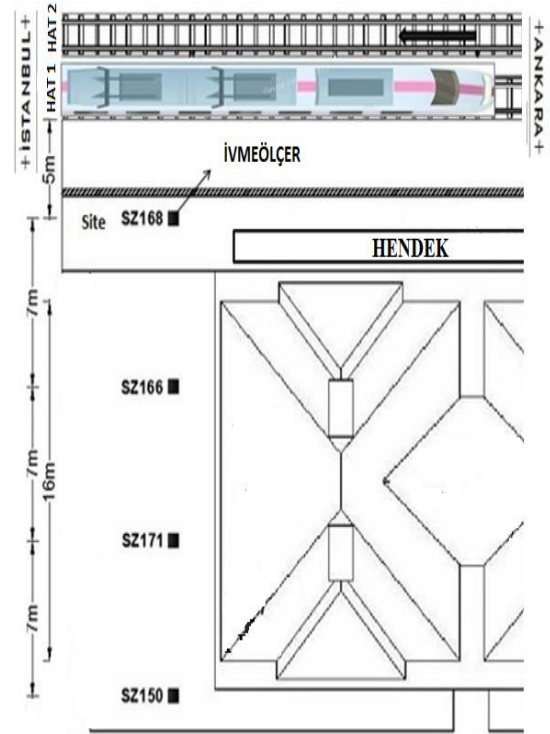 +İSTANBUL+
HAT 1 HAT 2
+ANKARA+
5m
İVMEÖLÇER
Site SZ168
HENDEK
7m
SZ166
7m
16m
SZ171
7m
SZ150